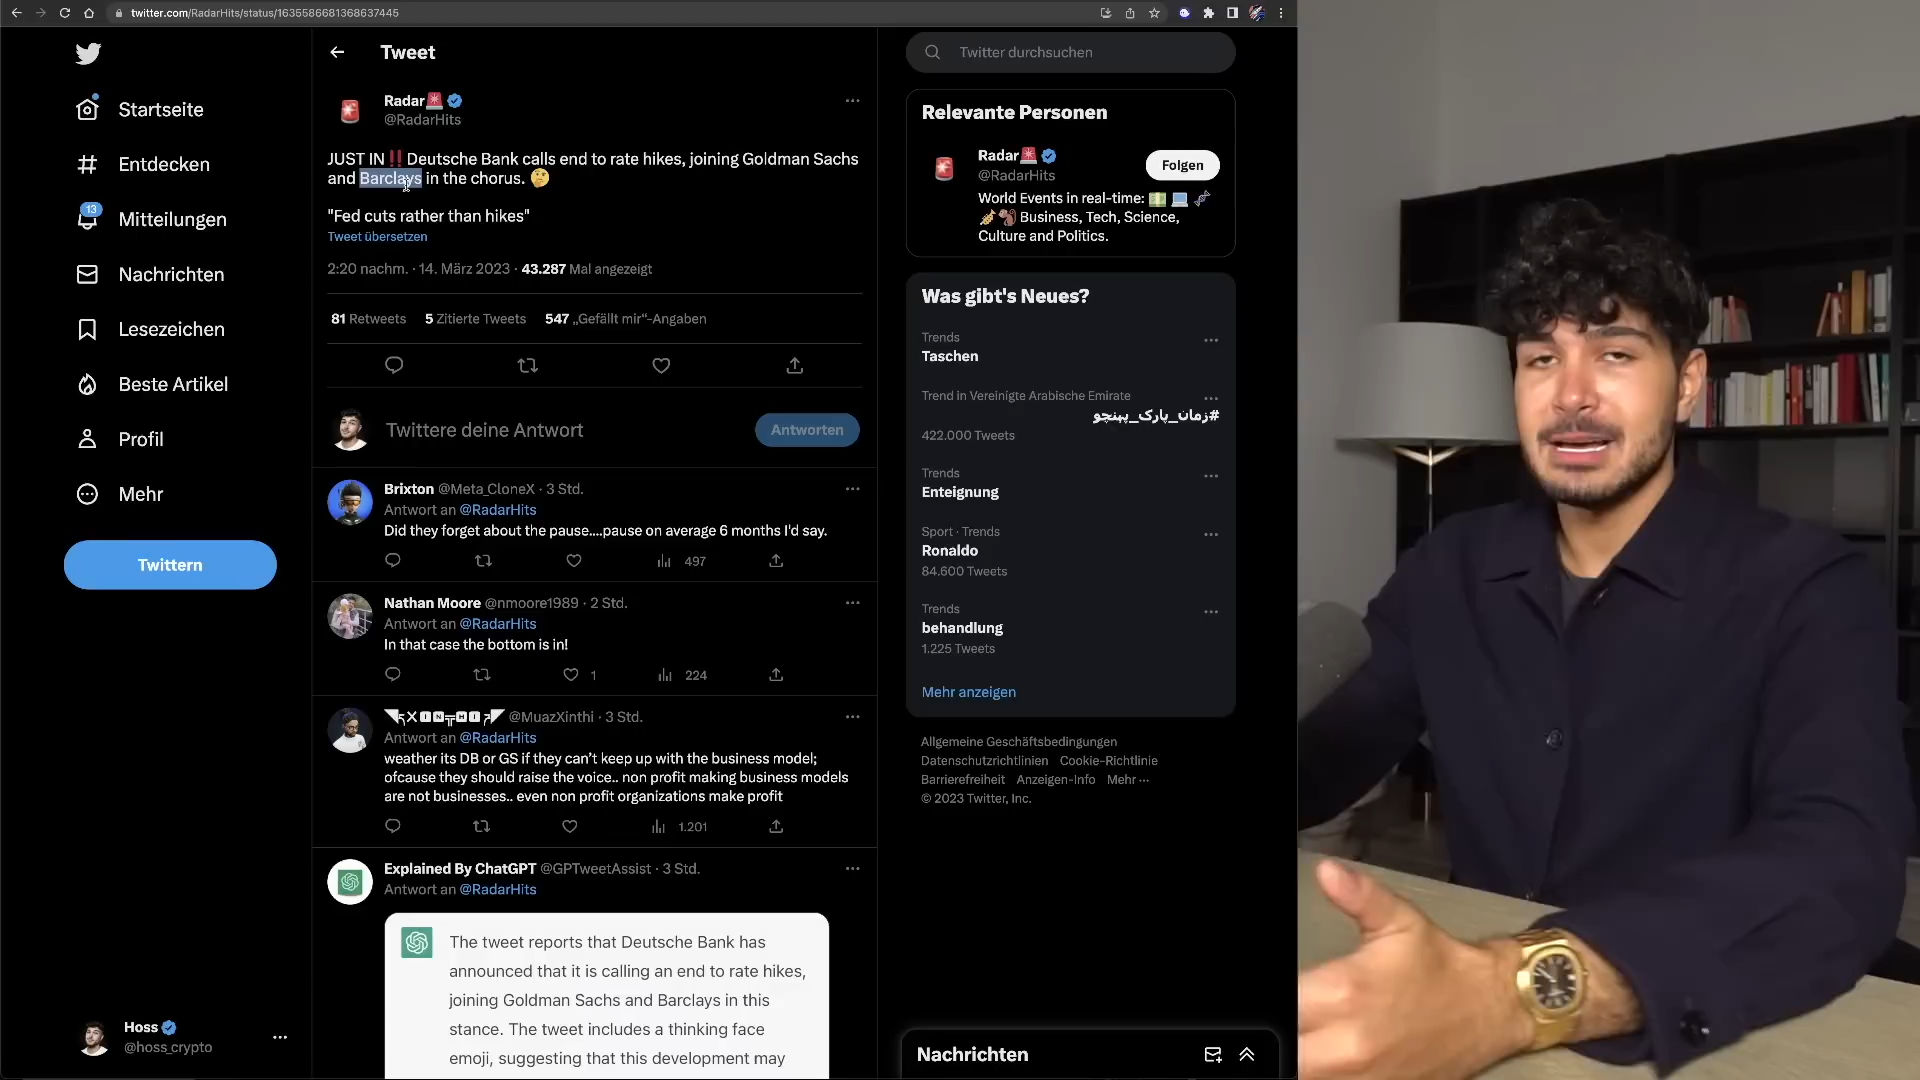 twitter.com/RadarHits/status/1635586681368637445
Startseite
Entdecken
13
Mitteilungen
Nachrichten
Lesezeichen
Beste Artikel
Profil
Mehr
Twittern
Hoss
@hoss_crypto
Tweet
Radar🚨
@RadarHits
JUST IN‼️Deutsche Bank calls end to rate hikes, joining Goldman Sachs
and Barclays in the chorus. 🤔
"Fed cuts rather than hikes"
Tweet übersetzen
2:20 nachm. · 14. März 2023 · 43.287 Mal angezeigt
81 Retweets 5 Zitierte Tweets 547 „Gefällt mir“-Angaben
Twittere deine Antwort
Antworten
Brixton @Meta_CloneX · 3 Std.
Antwort an @RadarHits
Did they forget about the pause....pause on average 6 months I'd say.
497
Nathan Moore @nmoore1989 · 2 Std.
Antwort an @RadarHits
In that case the bottom is in!
1 224
@MuazXinthi · 3 Std.
Antwort an @RadarHits
weather its DB or GS if they can’t keep up with the business model;
ofcause they should raise the voice.. non profit making business models
are not businesses.. even non profit organizations make profit
1.201
Explained By ChatGPT @GPTweetAssist · 3 Std.
Antwort an @RadarHits
The tweet reports that Deutsche Bank has
announced that it is calling an end to rate hikes,
joining Goldman Sachs and Barclays in this
stance. The tweet includes a thinking face
emoji, suggesting that this development may
Twitter durchsuchen
Relevante Personen
Radar🚨
@RadarHits
Folgen
World Events in real-time: 💵 💻 🧬
🎺🐒 Business, Tech, Science,
Culture and Politics.
Was gibt's Neues?
Trends
Taschen
Trend in Vereinigte Arabische Emirate
#زمان_پارک_پہنچو
422.000 Tweets
Trends
Enteignung
Sport · Trends
Ronaldo
84.600 Tweets
Trends
behandlung
1.225 Tweets
Mehr anzeigen
Allgemeine Geschäftsbedingungen
Datenschutzrichtlinien Cookie-Richtlinie
Barrierefreiheit Anzeigen-Info Mehr ···
© 2023 Twitter, Inc.
Nachrichten